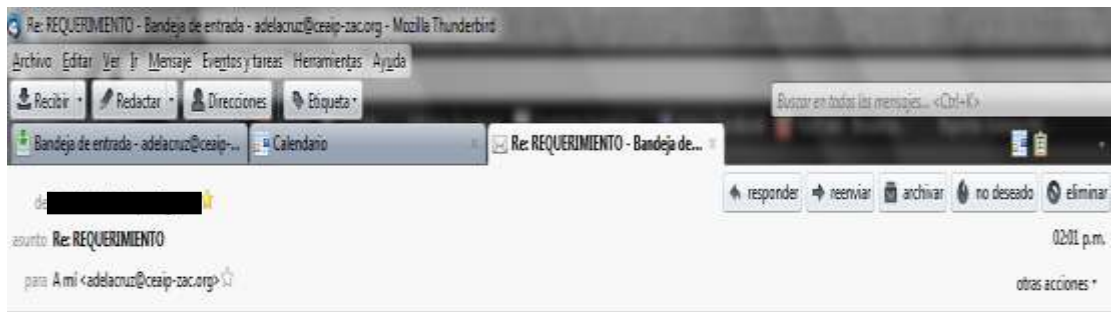 Re: REQUERIMIENTO - Bandeja de entrada - adelacruz@ceaip-zac.org - Mozilla Thunderbird
Archivo Editar Ver Ir Mensaje Eventos y tareas Herramientas Ayuda
Recibir Redactar Direcciones Etiqueta Buscar en todos los mensajes... <Ctrl+K>
Bandeja de entrada - adelacruz@ceaip-... Calendario Re: REQUERIMIENTO - Bandeja de...
de responder reenviar archivar no deseado eliminar
asunto Re: REQUERIMIENTO 02:01 p.m.
para A mí <adelacruz@ceaip-zac.org> otras acciones